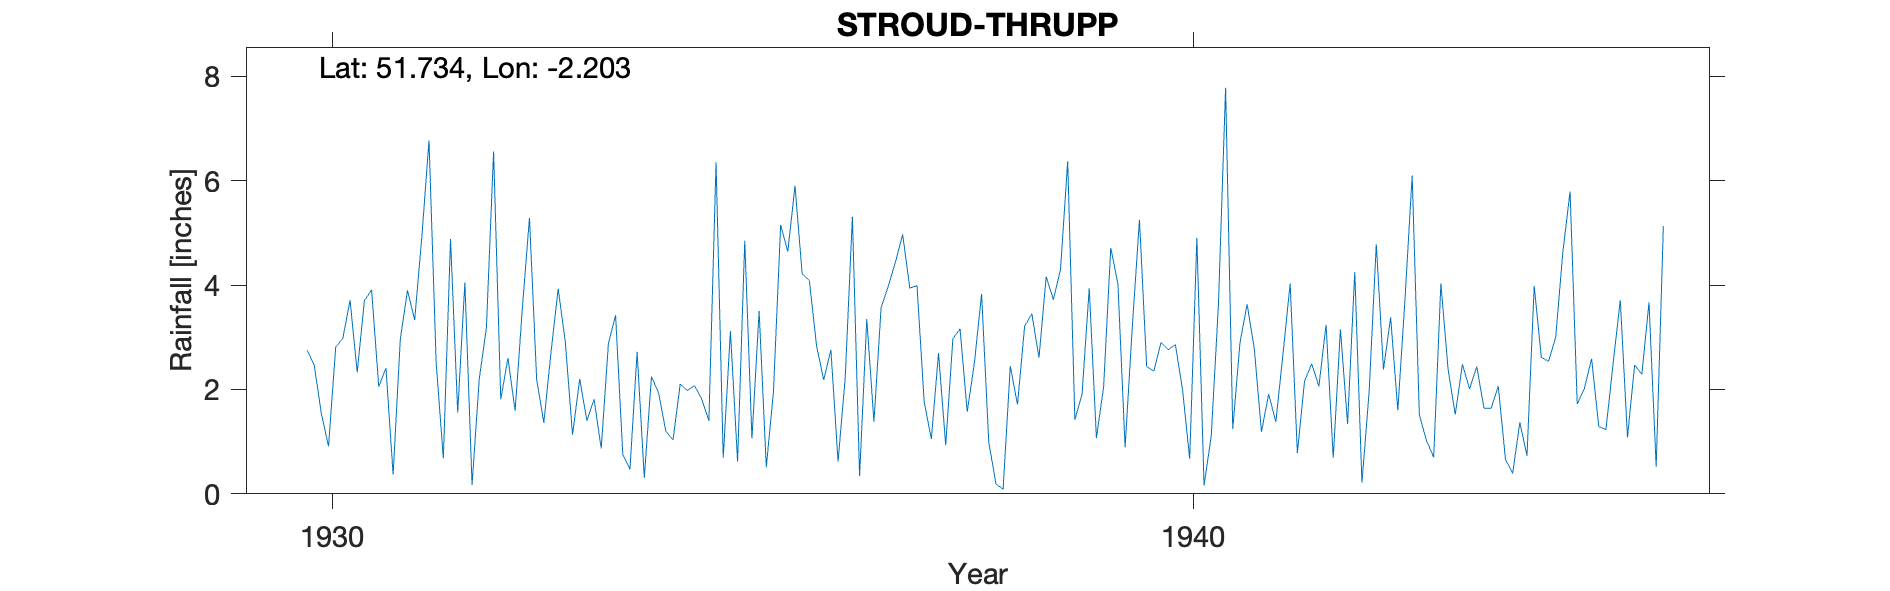 STROUD-THRUPP
Lat: 51.734, Lon: -2.203
8
6
4
2
0
Rainfall [inches]
1930
1940
Year